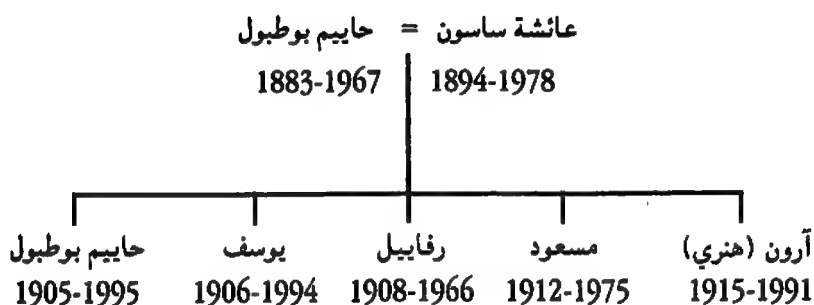 عائشة ساسون = حاييم بوطبول
1894-1978 1883-1967
آرون (هنري) مسعود رفاييل يوسف حاييم بوطبول
1915-1991 1912-1975 1908-1966 1906-1994 1905-1995